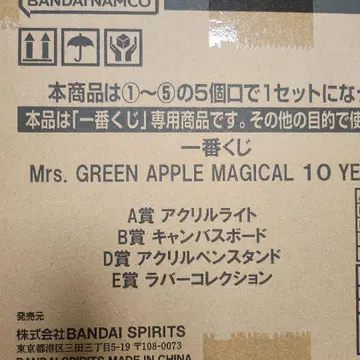 BANDAI NAMCO
本商品は①～⑤の5個口で1セットにな
本品は「一番くじ」専用商品です。その他の目的で使
一番くじ
Mrs. GREEN APPLE MAGICAL 10 YE
A賞 アクリルライト
B賞 キャンバスボード
D賞 アクリルペンスタンド
E賞 ラバーコレクション
発売元
株式会社BANDAI SPIRITS
東京都港区三田三丁目5-19 〒108-0073
BANDAI SPIRITS MADE IN CHINA